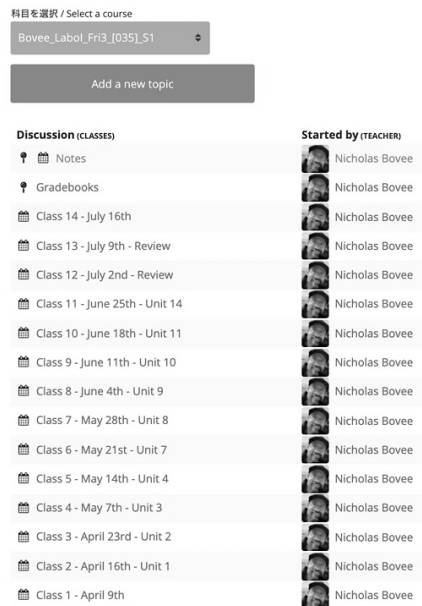 科目を選択 / Select a course
Bovee_LaboI_Fri3_[035]_S1
Add a new topic
Discussion (CLASSES) Started by (TEACHER)
Notes Nicholas Bovee
Gradebooks Nicholas Bovee
Class 14 - July 16th Nicholas Bovee
Class 13 - July 9th - Review Nicholas Bovee
Class 12 - July 2nd - Review Nicholas Bovee
Class 11 - June 25th - Unit 14 Nicholas Bovee
Class 10 - June 18th - Unit 11 Nicholas Bovee
Class 9 - June 11th - Unit 10 Nicholas Bovee
Class 8 - June 4th - Unit 9 Nicholas Bovee
Class 7 - May 28th - Unit 8 Nicholas Bovee
Class 6 - May 21st - Unit 7 Nicholas Bovee
Class 5 - May 14th - Unit 4 Nicholas Bovee
Class 4 - May 7th - Unit 3 Nicholas Bovee
Class 3 - April 23rd - Unit 2 Nicholas Bovee
Class 2 - April 16th - Unit 1 Nicholas Bovee
Class 1 - April 9th Nicholas Bovee